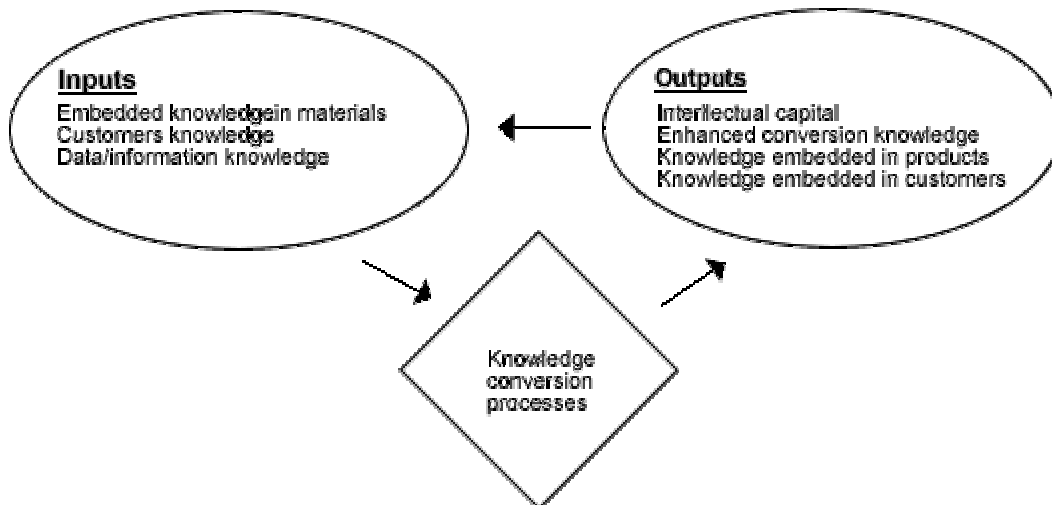 Inputs
Embedded knowledgein materials
Customers knowledge
Data/information knowledge
Outputs
Interllectual capital
Enhanced conversion knowledge
Knowledge embedded in products
Knowledge embedded in customers
Knowledge
conversion
processes